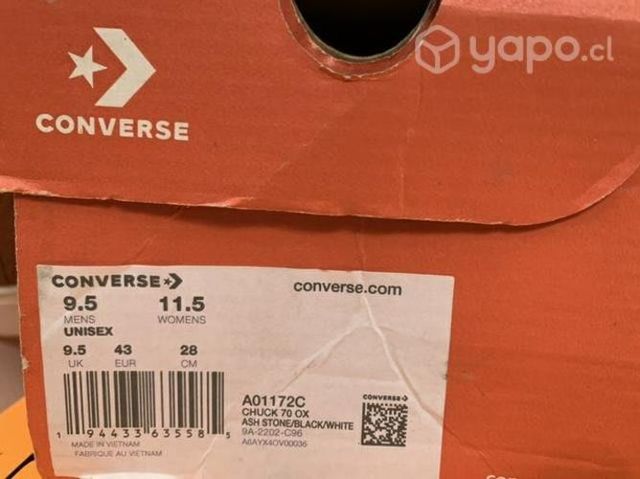 yapo.cl
CONVERSE
CONVERSE
converse.com
9.5 11.5
MENS WOMENS
UNISEX
9.5 43 28
UK EUR CM
1 94433 63558 5
MADE IN VIETNAM
FABRIQUE AU VIETNAM
A01172C
CHUCK 70 OX
ASH STONE/BLACK/WHITE
9A-2202-C96
A6AYX4OV00036
CONVERSE